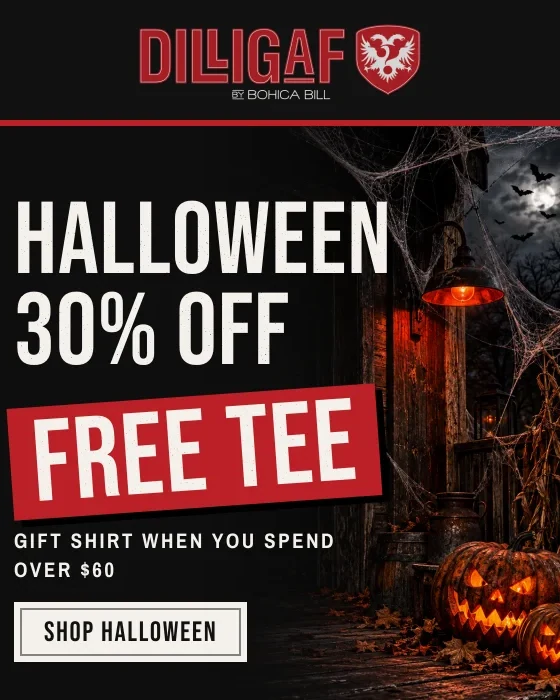 DILLIGAF
BY BOHICA BILL
HALLOWEEN
30% OFF
FREE TEE
GIFT SHIRT WHEN YOU SPEND
OVER $60
SHOP HALLOWEEN